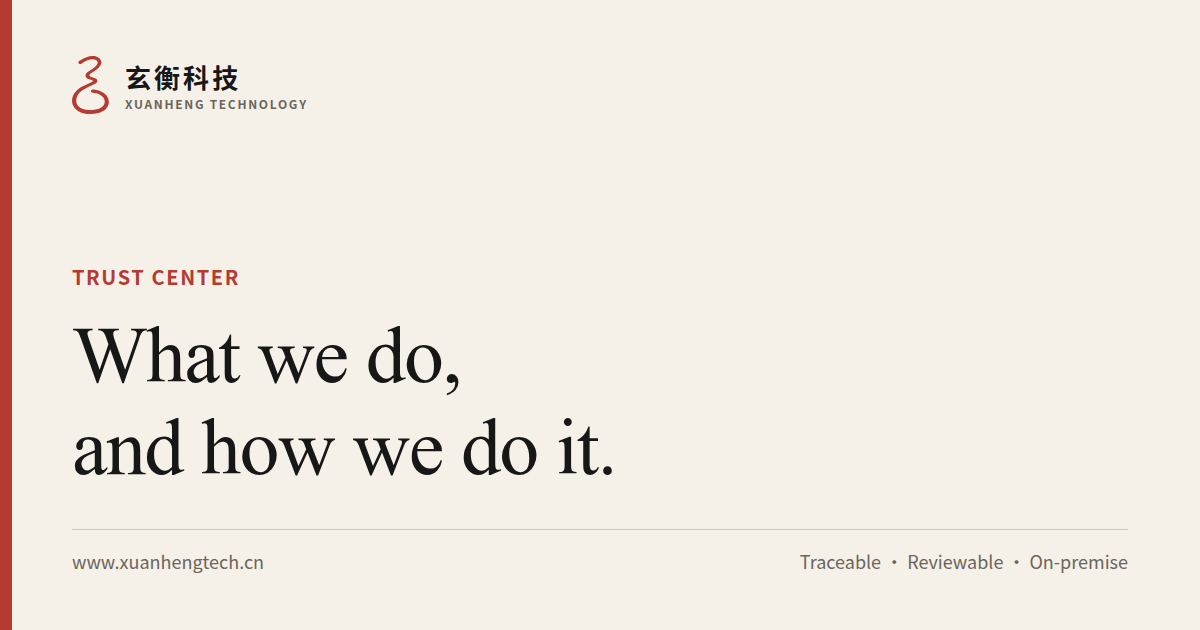 玄衡科技
XUANHENG TECHNOLOGY
TRUST CENTER
What we do,
and how we do it.
www.xuanhengtech.cn
Traceable • Reviewable • On-premise